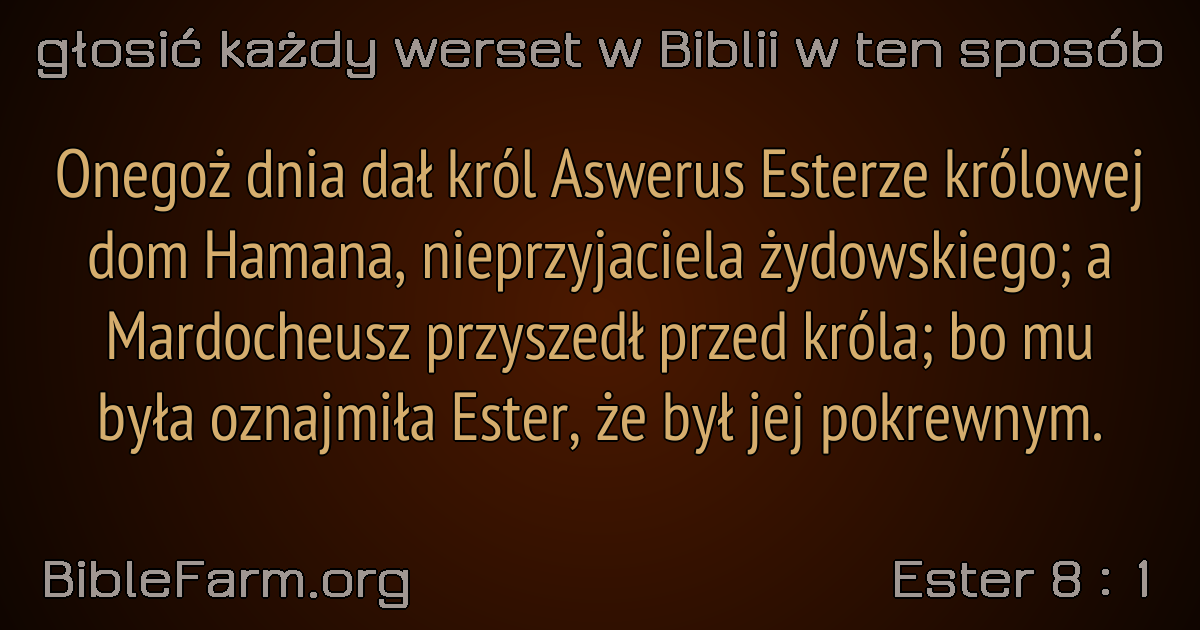 głosić każdy werset w Biblii w ten sposób
Onegoż dnia dał król Aswerus Esterze królowej
dom Hamana, nieprzyjaciela żydowskiego; a
Mardocheusz przyszedł przed króla; bo mu
była oznajmiła Ester, że był jej pokrewnym.
BibleFarm.org
Ester 8 : 1